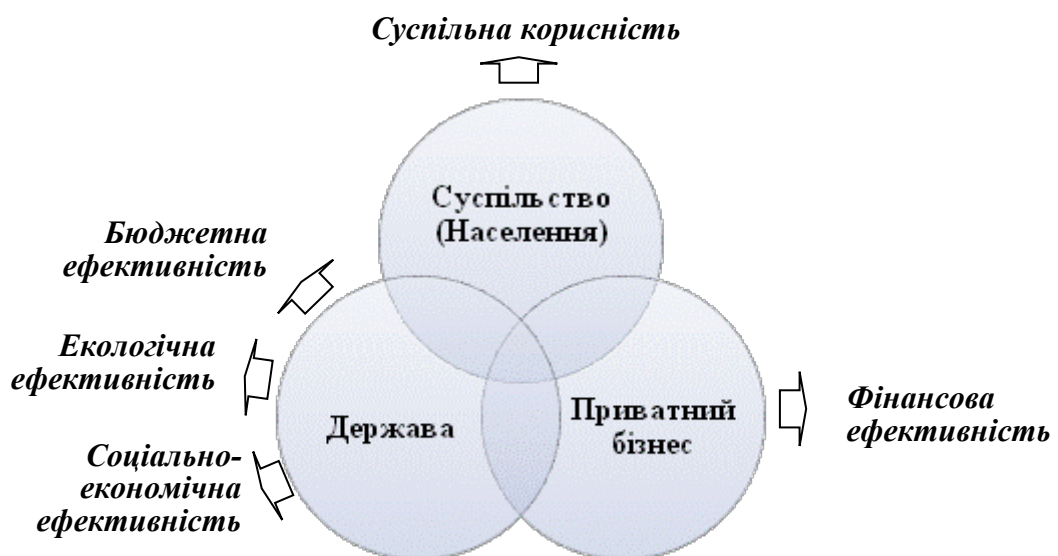 Суспільна корисність
Суспільство
(Населення)
Бюджетна
ефективність
Екологічна
ефективність
Соціально-
економічна
ефективність
Держава
Приватний
бізнес
Фінансова
ефективність